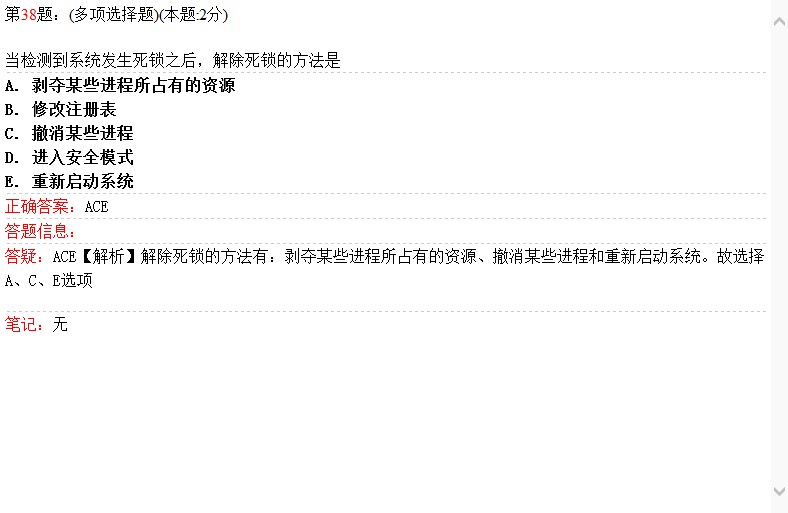 第38题：(多项选择题)(本题:2分)
当检测到系统发生死锁之后，解除死锁的方法是
A. 剥夺某些进程所占有的资源
B. 修改注册表
C. 撤消某些进程
D. 进入安全模式
E. 重新启动系统
正确答案：ACE
答题信息：
答疑：ACE【解析】解除死锁的方法有：剥夺某些进程所占有的资源、撤消某些进程和重新启动系统。故选择
A、C、E选项
笔记：无